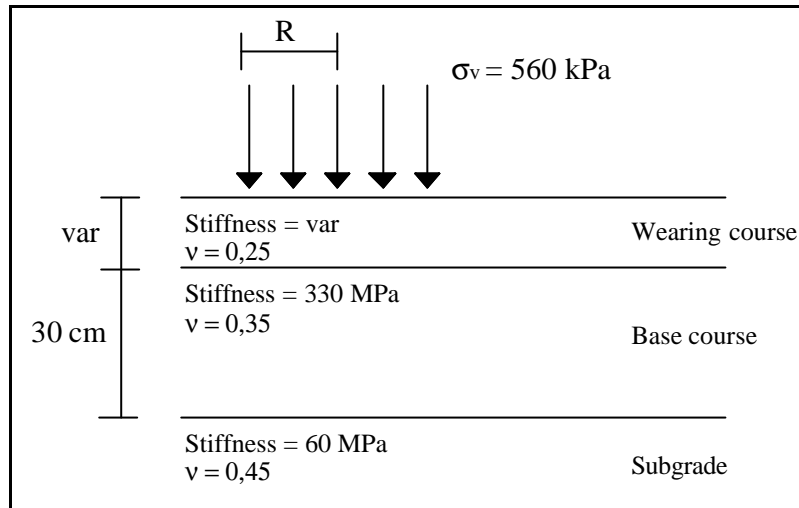 R
σv = 560 kPa
var
Stiffness = var
ν = 0,25
Wearing course
30 cm
Stiffness = 330 MPa
ν = 0,35
Base course
Stiffness = 60 MPa
ν = 0,45
Subgrade